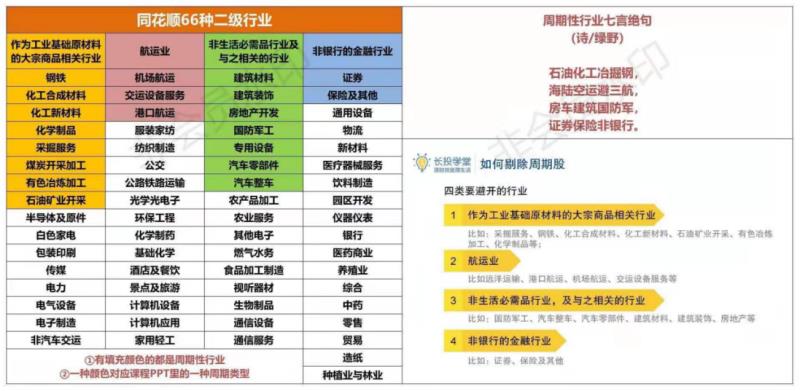 同花顺66种二级行业
作为工业基础原材料的大宗商品相关行业 航运业 非生活必需品行业及与之相关的行业 非银行的金融行业
钢铁 机场航运 建筑材料 证券
化工合成材料 交运设备服务 建筑装饰 保险及其他
化工新材料 港口航运 房地产开发 通用设备
化学制品 服装家纺 国防军工 物流
采掘服务 纺织制造 专用设备 新材料
煤炭开采加工 公交 汽车零部件 医疗器械服务
有色冶炼加工 公路铁路运输 汽车整车 饮料制造
石油矿业开采 光学光电子 农产品加工 园区开发
半导体及原件 环保工程 农业服务 仪器仪表
白色家电 化学制药 其他电子 银行
包装印刷 基础化学 燃气水务 医药商业
传媒 酒店及餐饮 食品加工制造 养殖业
电力 景点及旅游 视听器材 综合
电气设备 计算机设备 生物制品 中药
电子制造 计算机应用 通信设备 零售
非汽车交运 家用轻工 通信服务 贸易
造纸
种植业与林业
①有填充颜色的都是周期性行业
②一种颜色对应课程PPT里的一种周期类型
周期性行业七言绝句
(诗/绿野)
石油化工冶掘钢，
海陆空运避三航，
房车建筑国防军，
证券保险非银行。
长投学堂
如何剔除周期股
四类要避开的行业
1 作为工业基础原材料的大宗商品相关行业
比如：采掘服务、钢铁、化工合成材料、化工新材料、石油矿业开采、有色冶炼
加工、化学制品等；
2 航运业
比如远洋运输、港口航运、机场航运、交运设备服务等
3 非生活必需品行业，及与之相关的行业
比如：国防军工、汽车整车、汽车零部件、建筑材料、建筑装饰、房地产等
4 非银行的金融行业
比如：证券、保险及其他
非会员水印